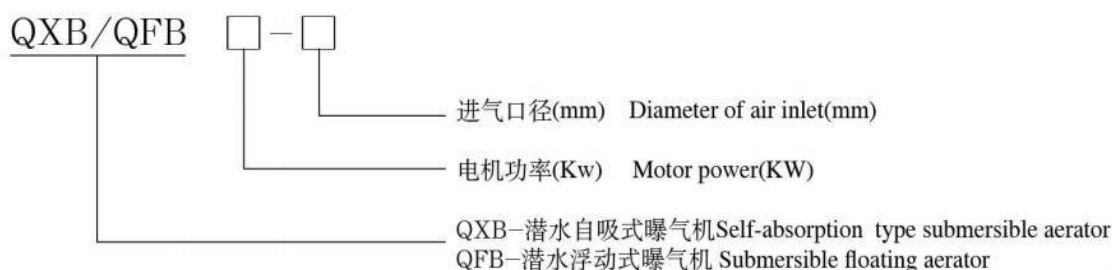 QXB/QFB □-□
进气口径(mm) Diameter of air inlet(mm)
电机功率(Kw) Motor power(KW)
QXB-潜水自吸式曝气机Self-absorption type submersible aerator
QFB-潜水浮动式曝气机 Submersible floating aerator